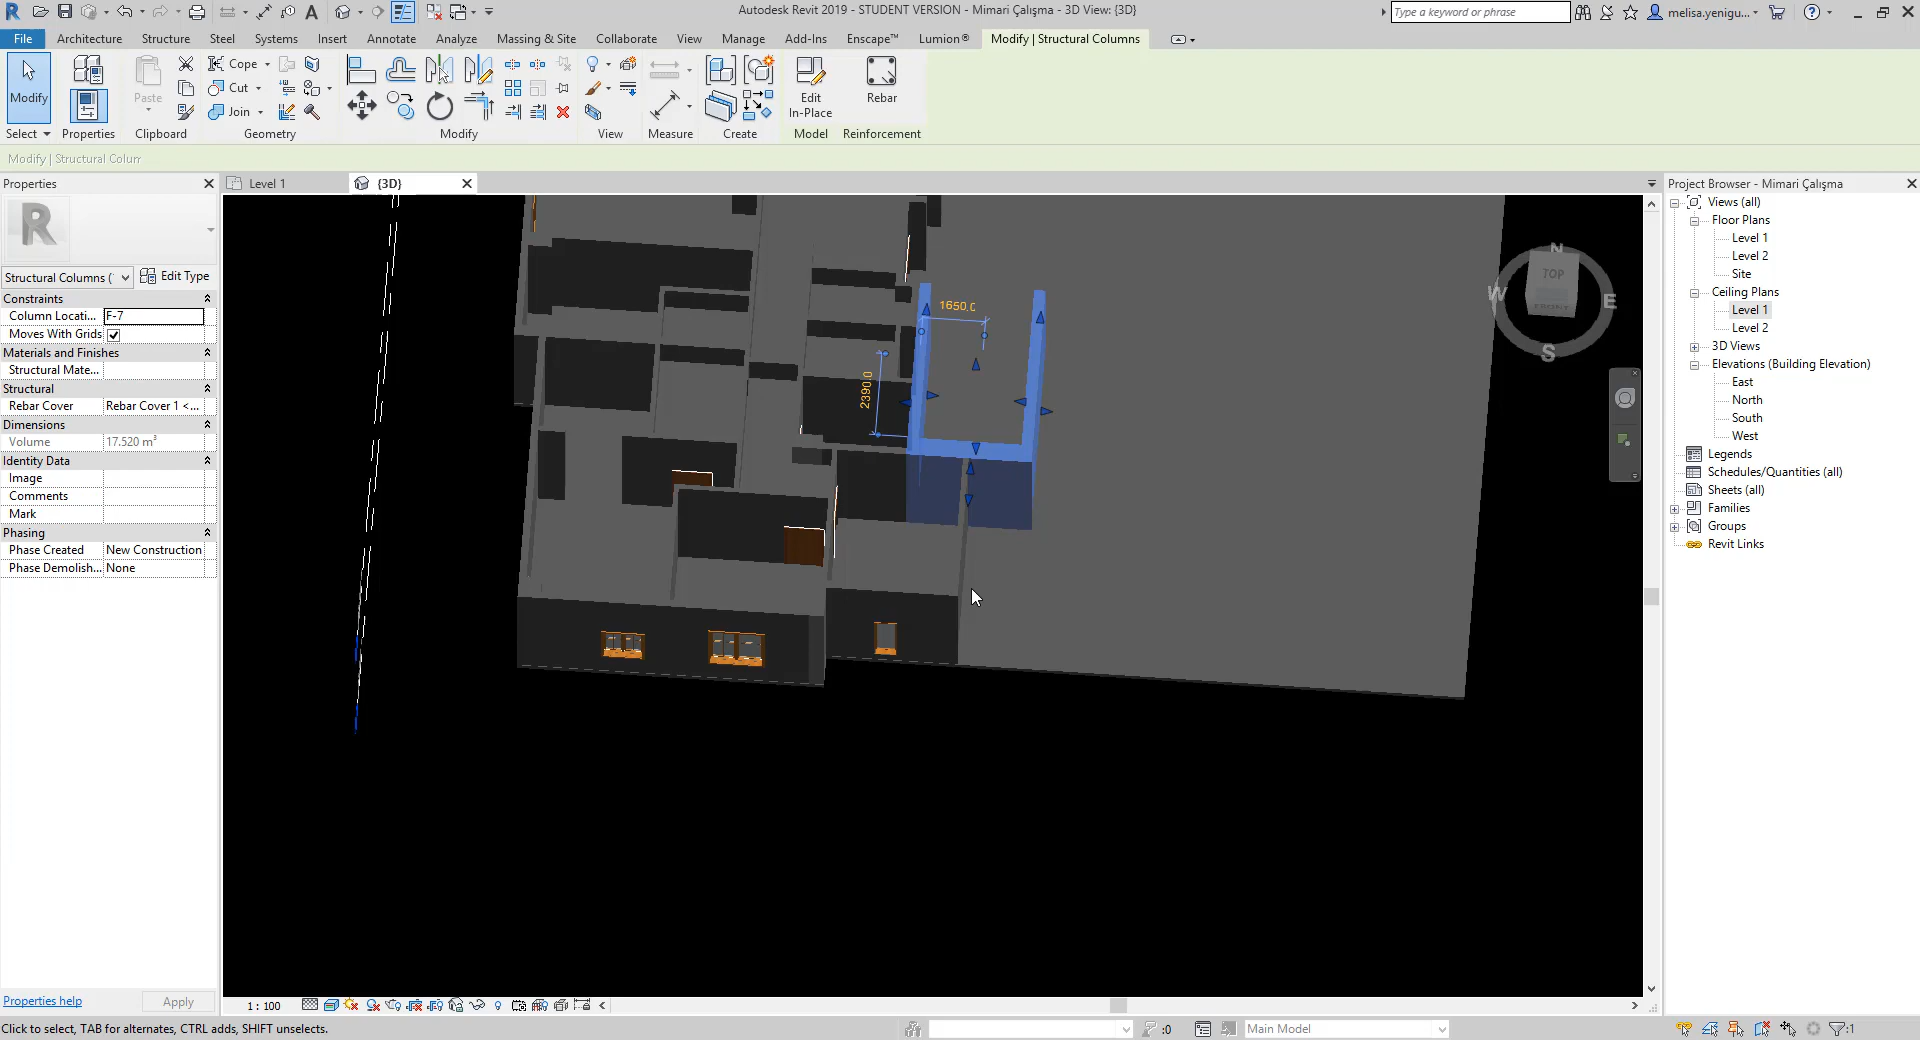 Autodesk Revit 2019 - STUDENT VERSION - Mimari Çalışma - 3D View: {3D}
Type a keyword or phrase
melisa.yenigu...
File Architecture Structure Steel Systems Insert Annotate Analyze Massing & Site Collaborate View Manage Add-Ins Enscape™ Lumion® Modify | Structural Columns
Modify
Paste
Cope
Cut
Join
Edit
In-Place
Rebar
Select Properties Clipboard Geometry Modify View Measure Create Model Reinforcement
Modify | Structural Colum
Properties
Level 1
{3D}
Project Browser - Mimari Çalışma
R
Structural Columns (
Edit Type
Constraints
Column Locati... F-7
Moves With Grids
Materials and Finishes
Structural Mate...
Structural
Rebar Cover Rebar Cover 1 <...
Dimensions
Volume 17.520 m³
Identity Data
Image
Comments
Mark
Phasing
Phase Created New Construction
Phase Demolish... None
Properties help
Apply
1650.0
2390.0
N
W
E
S
TOP
FRONT
Views (all)
Floor Plans
Level 1
Level 2
Site
Ceiling Plans
Level 1
Level 2
3D Views
Elevations (Building Elevation)
East
North
South
West
Legends
Schedules/Quantities (all)
Sheets (all)
Families
Groups
Revit Links
1 : 100
Click to select, TAB for alternates, CTRL adds, SHIFT unselects.
:0
Main Model
:1